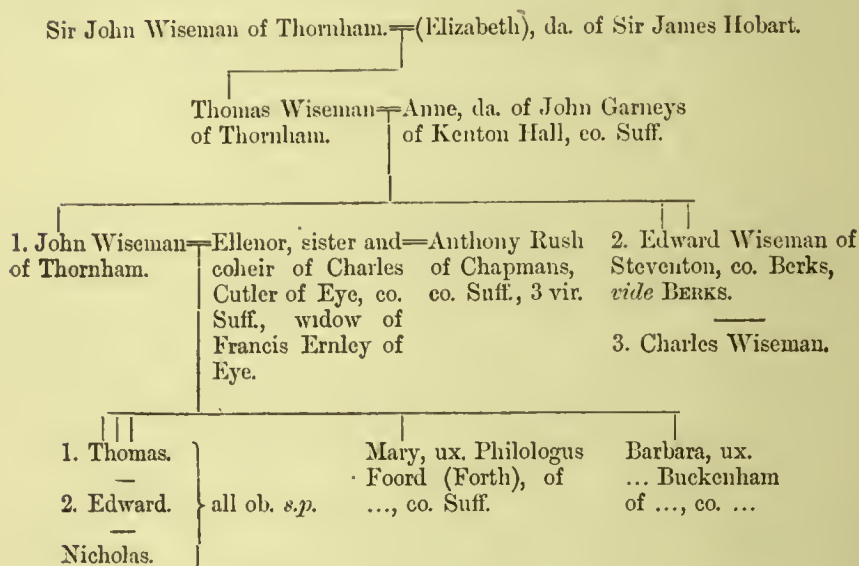 Sir John Wiseman of Thornham.=(Elizabeth), da. of Sir James Hobart.
Thomas Wiseman=Anne, da. of John Garneys
of Thornham. of Kenton Hall, co. Suff.
1. John Wiseman=Ellenor, sister and=Anthony Rush 2. Edward Wiseman of
of Thornham. coheir of Charles of Chapmans, Steventon, co. Berks,
Cutler of Eye, co. co. Suff., 3 vir. vide BERKS.
Suff., widow of
Francis Ernley of 3. Charles Wiseman.
Eye.
1. Thomas. Mary, ux. Philologus Barbara, ux.
Foord (Forth), of ... Buckenham
2. Edward. all ob. s.p. ..., co. Suff. of ..., co. ...
Nicholas.